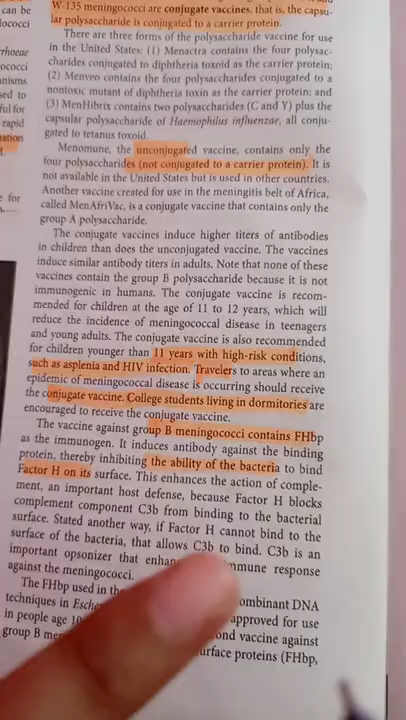 can be
W-135 meningococci are conjugate vaccines, that is, the capsu-
ococci
lar polysaccharide is conjugated to a carrier protein.
There are three forms of the polysaccharide vaccine for use
in the United States: (1) Menactra contains the four polysac-
charides conjugated to diphtheria toxoid as the carrier protein;
(2) Menveo contains the four polysaccharides conjugated to a
nontoxic mutant of diphtheria toxin as the carrier protein; and
(3) MenHibrix contains two polysaccharides (C and Y) plus the
capsular polysaccharide of Haemophilus influenzae, all conju-
gated to tetanus toxoid.
Menomune, the unconjugated vaccine, contains only the
four polysaccharides (not conjugated to a carrier protein). It is
not available in the United States but is used in other countries.
Another vaccine created for use in the meningitis belt of Africa,
called MenAfriVac, is a conjugate vaccine that contains only the
group A polysaccharide.
The conjugate vaccines induce higher titers of antibodies
in children than does the unconjugated vaccine. The vaccines
induce similar antibody titers in adults. Note that none of these
vaccines contain the group B polysaccharide because it is not
immunogenic in humans. The conjugate vaccine is recom-
mended for children at the age of 11 to 12 years, which will
reduce the incidence of meningococcal disease in teenagers
and young adults. The conjugate vaccine is also recommended
for children younger than 11 years with high-risk conditions,
such as asplenia and HIV infection. Travelers to areas where an
epidemic of meningococcal disease is occurring should receive
the conjugate vaccine. College students living in dormitories are
encouraged to receive the conjugate vaccine.
The vaccine against group B meningococci contains FHbp
as the immunogen. It induces antibody against the binding
protein, thereby inhibiting the ability of the bacteria to bind
Factor H on its surface. This enhances the action of comple-
ment, an important host defense, because Factor H blocks
complement component C3b from binding to the bacterial
surface. Stated another way, if Factor H cannot bind to the
surface of the bacteria, that allows C3b to bind. C3b is an
important opsonizer that enhan mmune response
against the meningococci.
The FHbp used in the ombinant DNA
techniques in Esche approved for use
in people age 10 ond vaccine against
group B men urface proteins (FHbp,